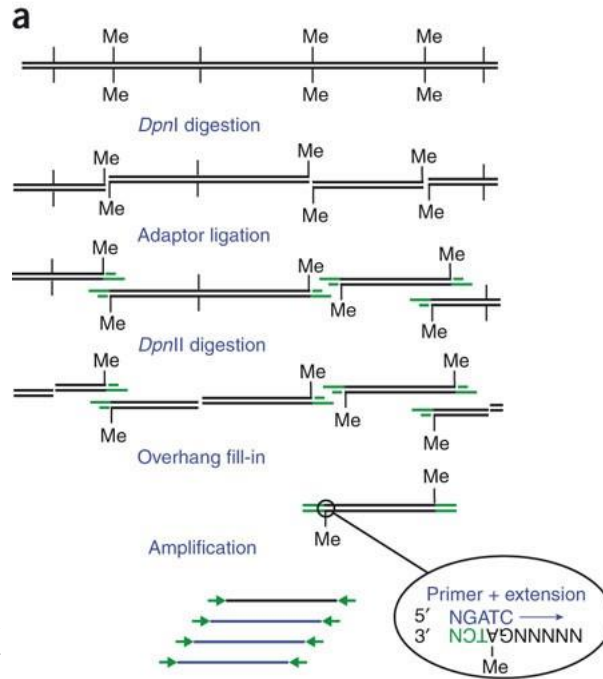 a
Me Me Me
Me Me Me
DpnI digestion
Me Me Me
Me Me Me
Adaptor ligation
Me Me Me
Me Me Me
DpnII digestion
Me Me Me
Me Me Me
Overhang fill-in
Me
Me
Amplification
Primer + extension
5′ NGATC
3′ NCTAGNNNNNN
Me